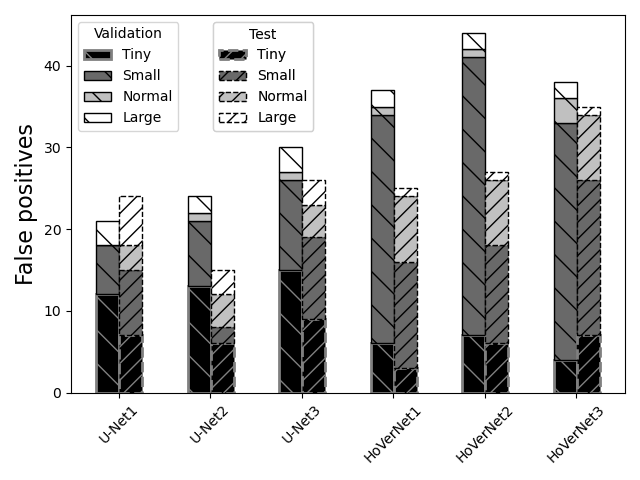 Validation
Tiny
Small
Normal
Large
Test
Tiny
Small
Normal
Large
False positives
40
30
20
10
0
U-Net1
U-Net2
U-Net3
HoVerNet1
HoVerNet2
HoVerNet3